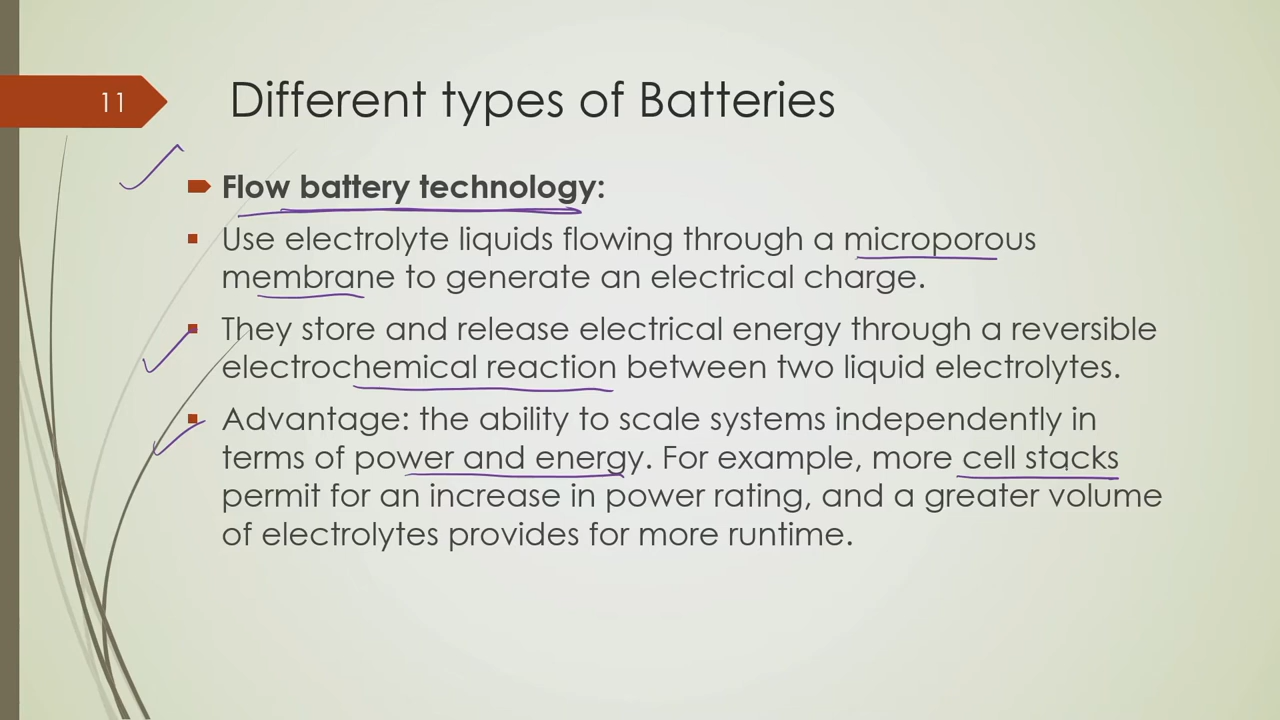 11
Different types of Batteries
Flow battery technology:
Use electrolyte liquids flowing through a microporous
membrane to generate an electrical charge.
They store and release electrical energy through a reversible
electrochemical reaction between two liquid electrolytes.
Advantage: the ability to scale systems independently in
terms of power and energy. For example, more cell stacks
permit for an increase in power rating, and a greater volume
of electrolytes provides for more runtime.